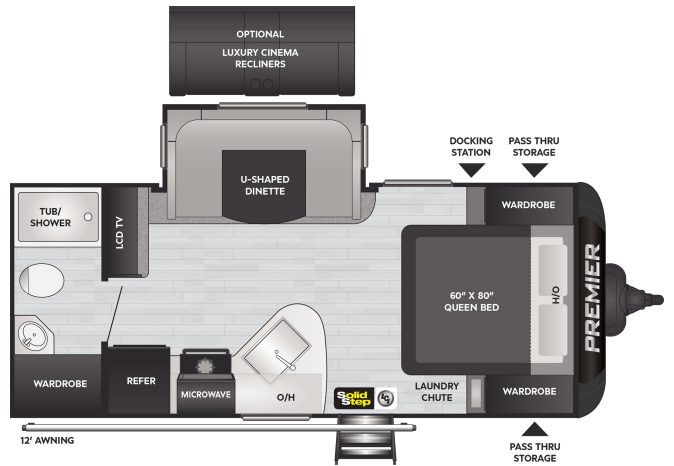 OPTIONAL
LUXURY CINEMA
RECLINERS
DOCKING
STATION
PASS THRU
STORAGE
U-SHAPED
DINETTE
TUB/
SHOWER
LCD TV
WARDROBE
60" X 80"
QUEEN BED
H/O
PREMIER
WARDROBE
REFER
MICROWAVE
O/H
Solid
Step
LAUNDRY
CHUTE
WARDROBE
12' AWNING
PASS THRU
STORAGE